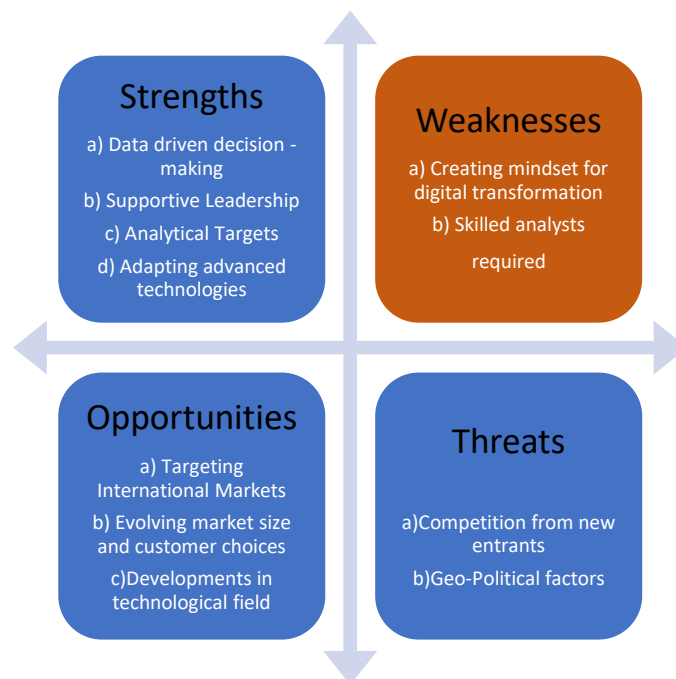 Strengths
a) Data driven decision -
making
b) Supportive Leadership
c) Analytical Targets
d) Adapting advanced
technologies
Weaknesses
a) Creating mindset for
digital transformation
b) Skilled analysts
required
Opportunities
a) Targeting
International Markets
b) Evolving market size
and customer choices
c)Developments in
technological field
Threats
a)Competition from new
entrants
b)Geo-Political factors